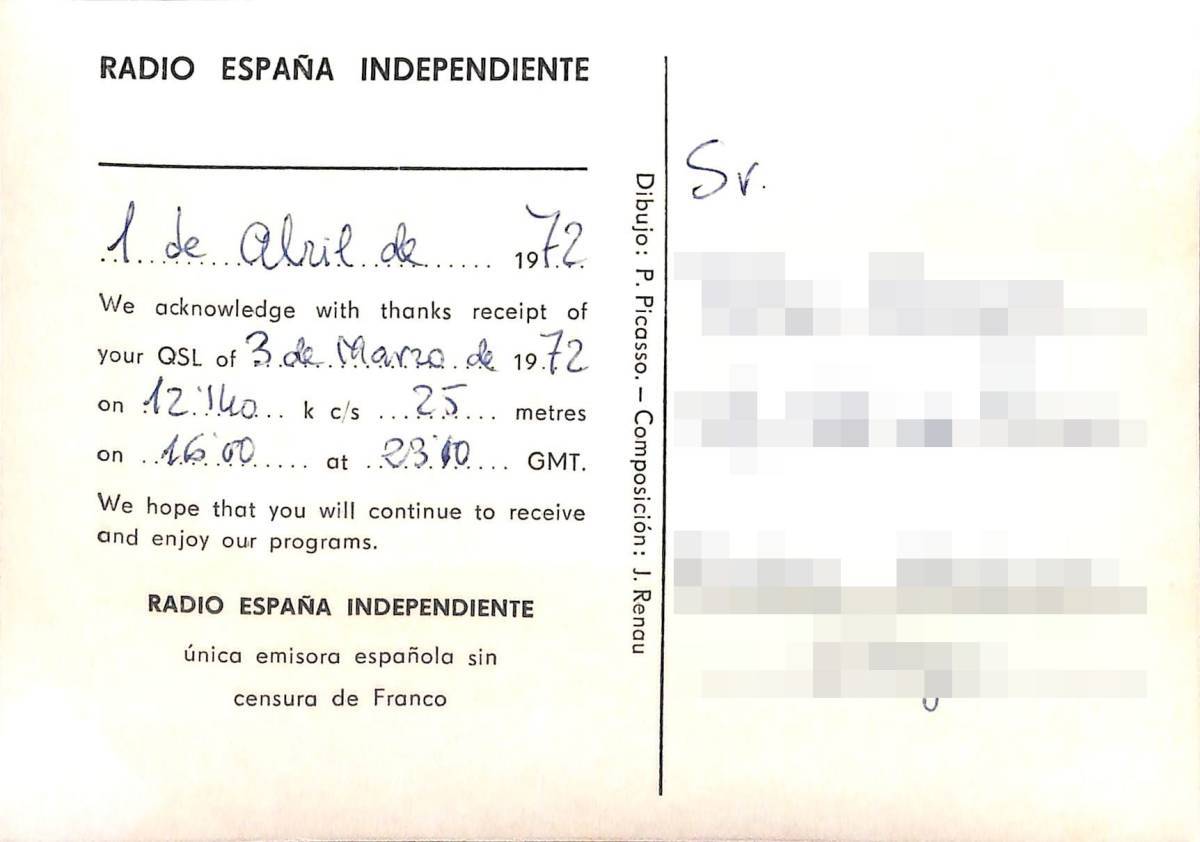 RADIO ESPAÑA INDEPENDIENTE
1 de Abril de 1972
We acknowledge with thanks receipt of
your QSL of 3 de Marzo de 1972
on 12'140 k c/s 25 metres
on 16'00 at 23'10 GMT.
We hope that you will continue to receive
and enjoy our programs.
RADIO ESPAÑA INDEPENDIENTE
única emisora española sin
censura de Franco
Dibujo: P. Picasso. — Composición: J. Renau
Sr.